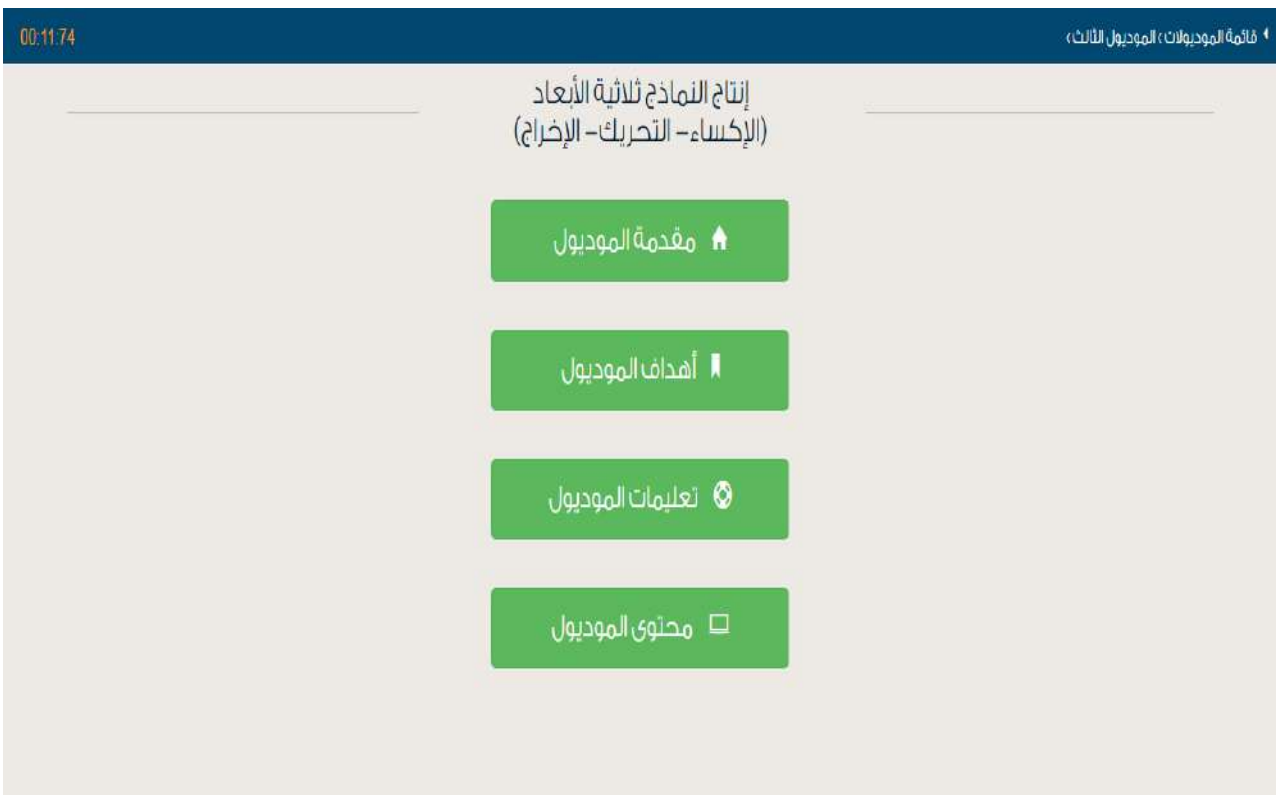 قائمة الموديولات › الموديول الثالث ›
00:11:74
إنتاج النماذج ثلاثية الأبعاد
(الإكساء– التحريك– الإخراج)
مقدمة الموديول
أهداف الموديول
تعليمات الموديول
محتوى الموديول